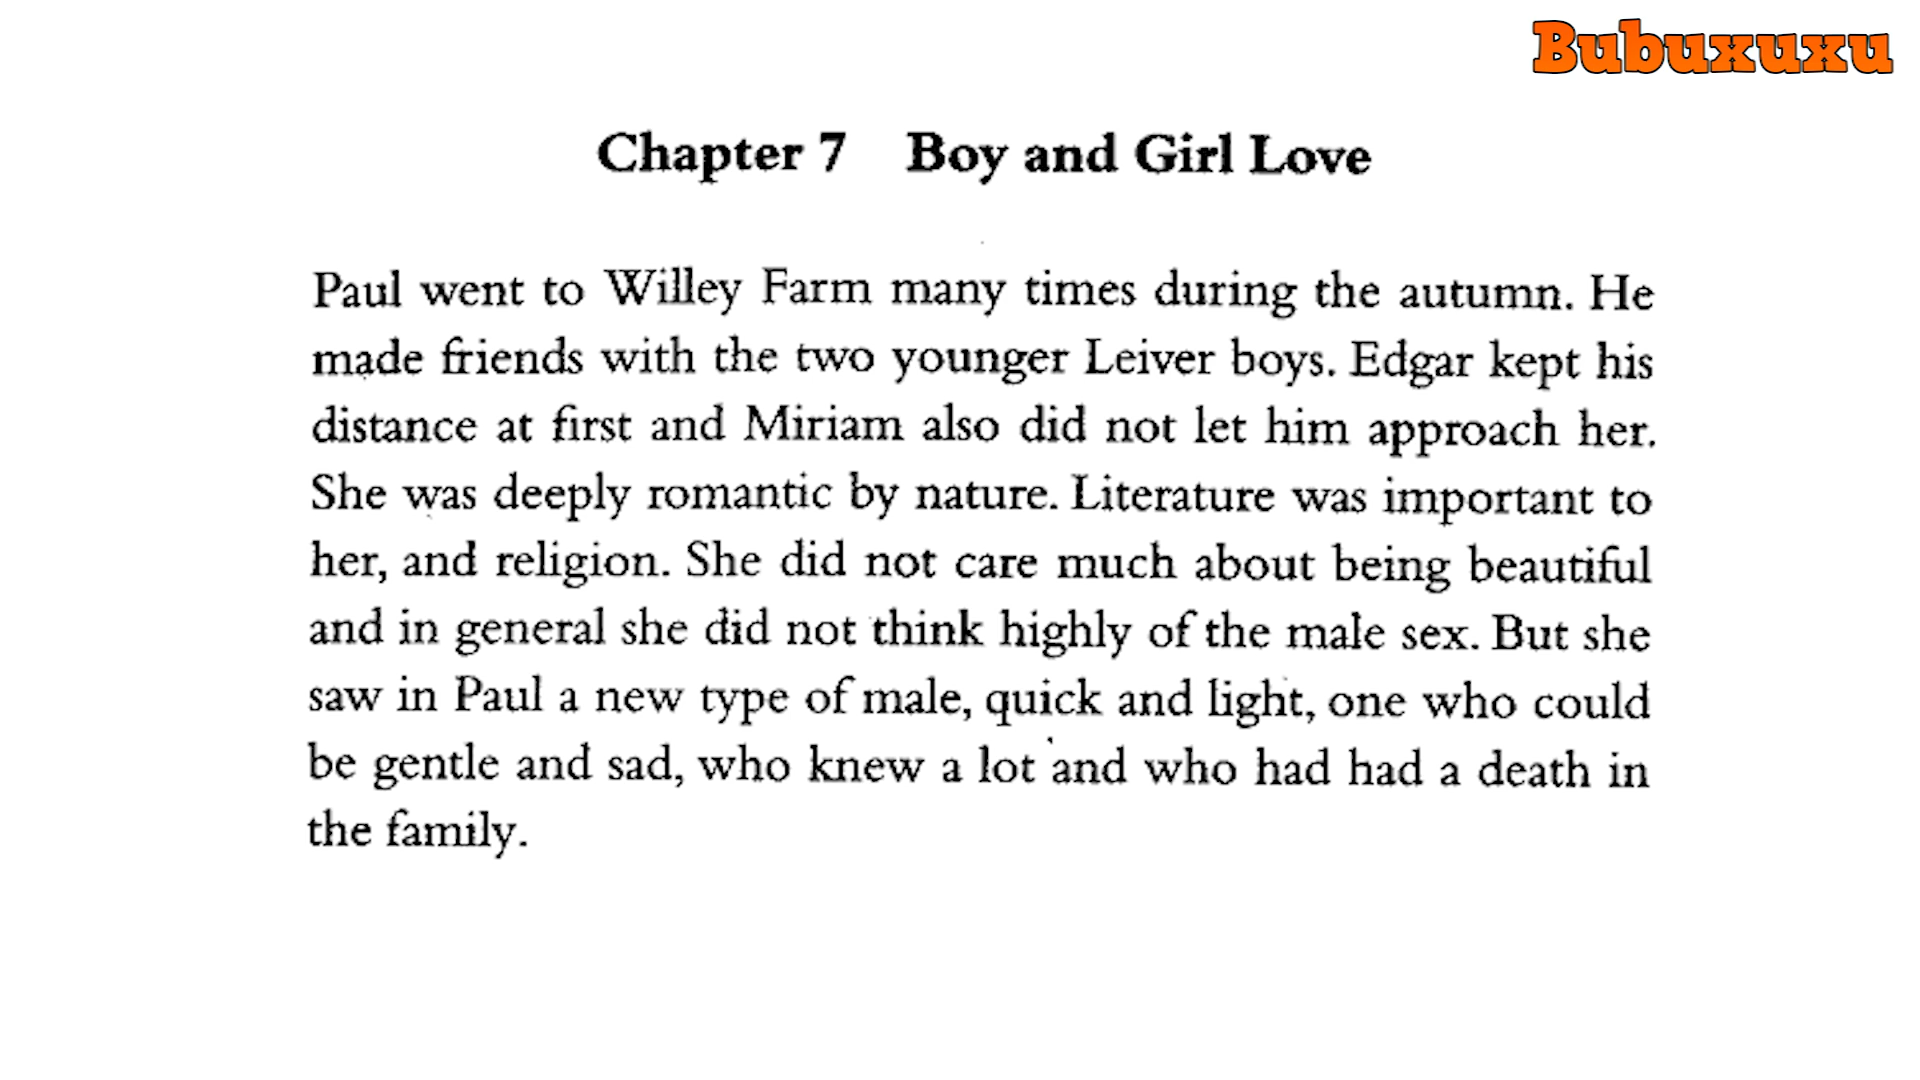 Bubuxuxu
Chapter 7 Boy and Girl Love
Paul went to Willey Farm many times during the autumn. He
made friends with the two younger Leiver boys. Edgar kept his
distance at first and Miriam also did not let him approach her.
She was deeply romantic by nature. Literature was important to
her, and religion. She did not care much about being beautiful
and in general she did not think highly of the male sex. But she
saw in Paul a new type of male, quick and light, one who could
be gentle and sad, who knew a lot and who had had a death in
the family.